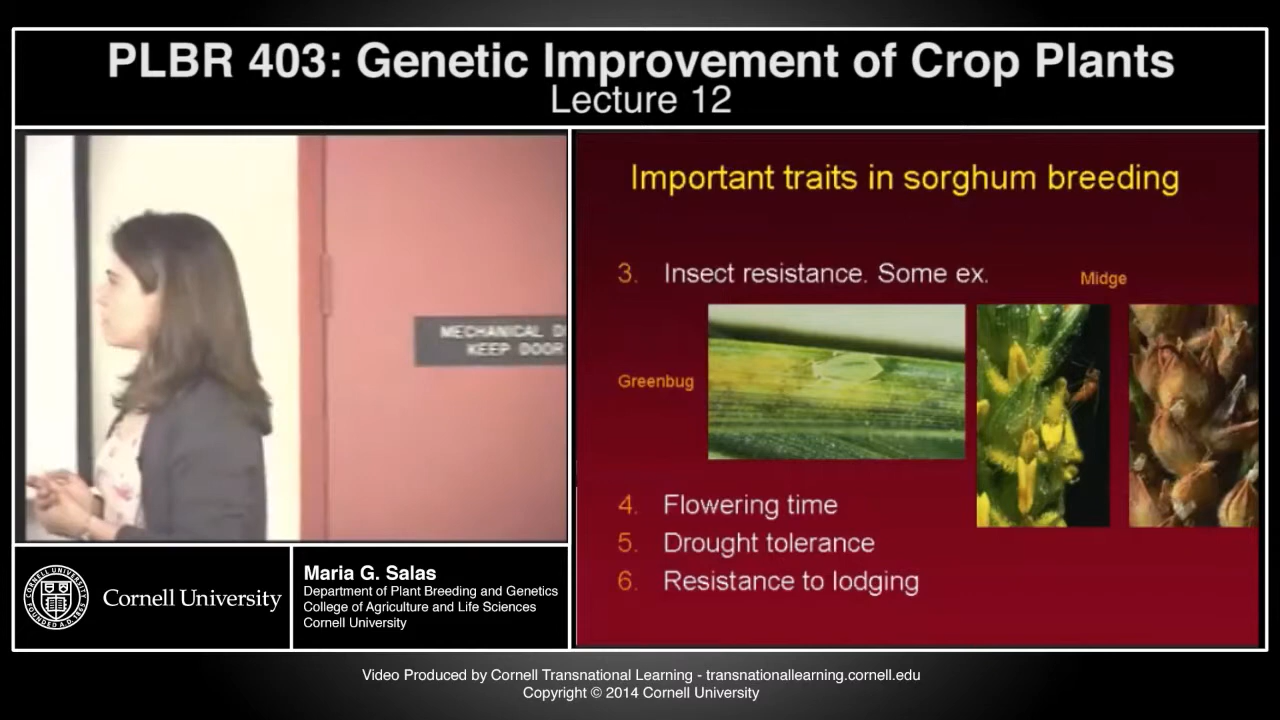 PLBR 403: Genetic Improvement of Crop Plants
Lecture 12
MECHANICAL
KEEP DOOR
Important traits in sorghum breeding
3. Insect resistance. Some ex.
Midge
Greenbug
4. Flowering time
5. Drought tolerance
6. Resistance to lodging
Cornell University
Maria G. Salas
Department of Plant Breeding and Genetics
College of Agriculture and Life Sciences
Cornell University
Video Produced by Cornell Transnational Learning - transnationallearning.cornell.edu
Copyright © 2014 Cornell University